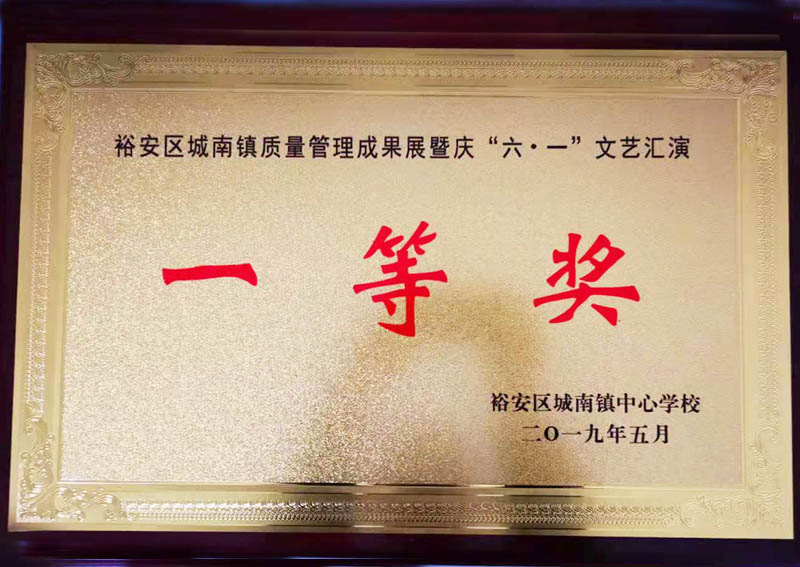 裕安区城南镇质量管理成果展暨庆“六·一”文艺汇演
一等奖
裕安区城南镇中心学校
二O一九年五月